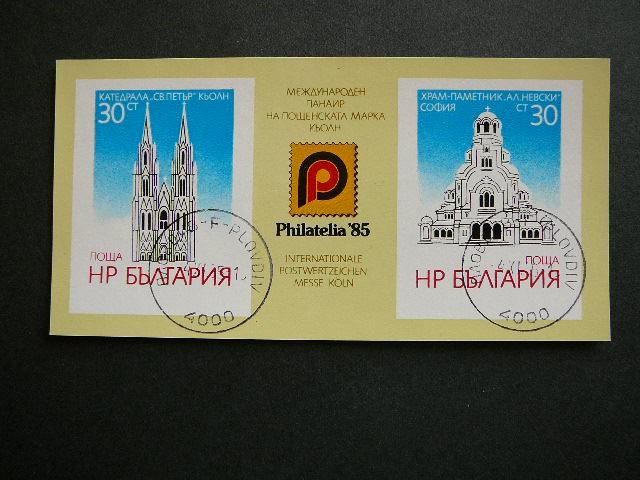 КАТЕДРАЛА „СВ.ПЕТЪР" КЬОЛН
30 СТ
ПОЩА
НР БЪЛГАРИЯ
PLOVDIV
4000
МЕЖДУНАРОДЕН
ПАНАИР
НА ПОЩЕНСКАТА МАРКА
КЬОЛН
Philatelia '85
INTERNATIONALE
POSTWERTZEICHEN
MESSE KÖLN
ХРАМ-ПАМЕТНИК „АЛ.НЕВСКИ"
СОФИЯ
СТ 30
ПОЩА
НР БЪЛГАРИЯ
PLOVDIV
4000